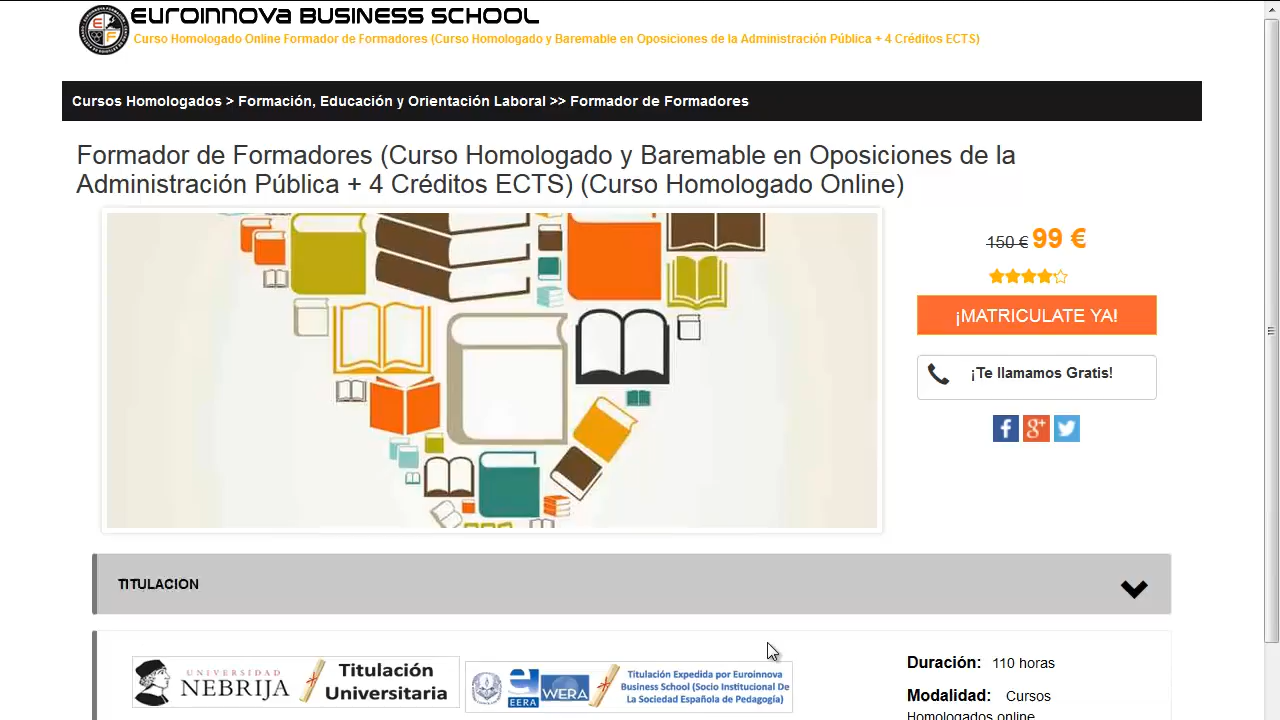 EUROINNOVA BUSINESS SCHOOL
Curso Homologado Online Formador de Formadores (Curso Homologado y Baremable en Oposiciones de la Administración Pública + 4 Créditos ECTS)
Cursos Homologados > Formación, Educación y Orientación Laboral >> Formador de Formadores
Formador de Formadores (Curso Homologado y Baremable en Oposiciones de la
Administración Pública + 4 Créditos ECTS) (Curso Homologado Online)
150 € 99 €
¡MATRICULATE YA!
¡Te llamamos Gratis!
TITULACION
UNIVERSIDAD
NEBRIJA
Titulación
Universitaria
EERA
WERA
Titulación Expedida por Euroinnova
Business School (Socio Institucional De
La Sociedad Española de Pedagogía)
Duración: 110 horas
Modalidad: Cursos
Homologados online